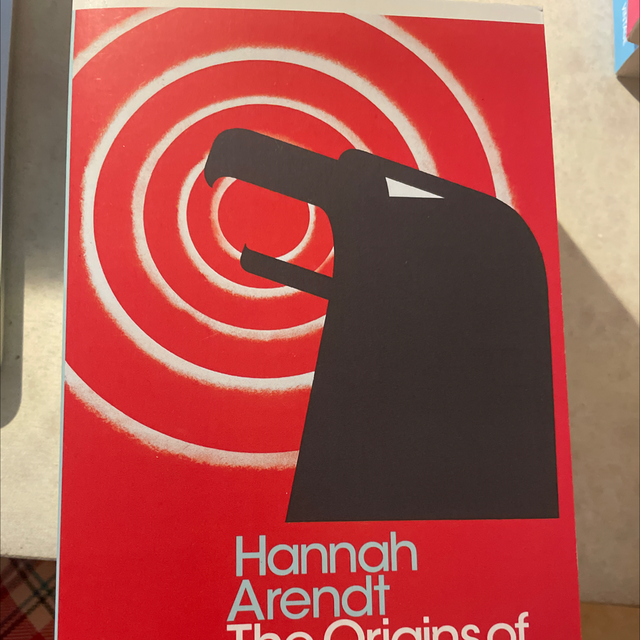 Hannah
Arendt
The Origins of